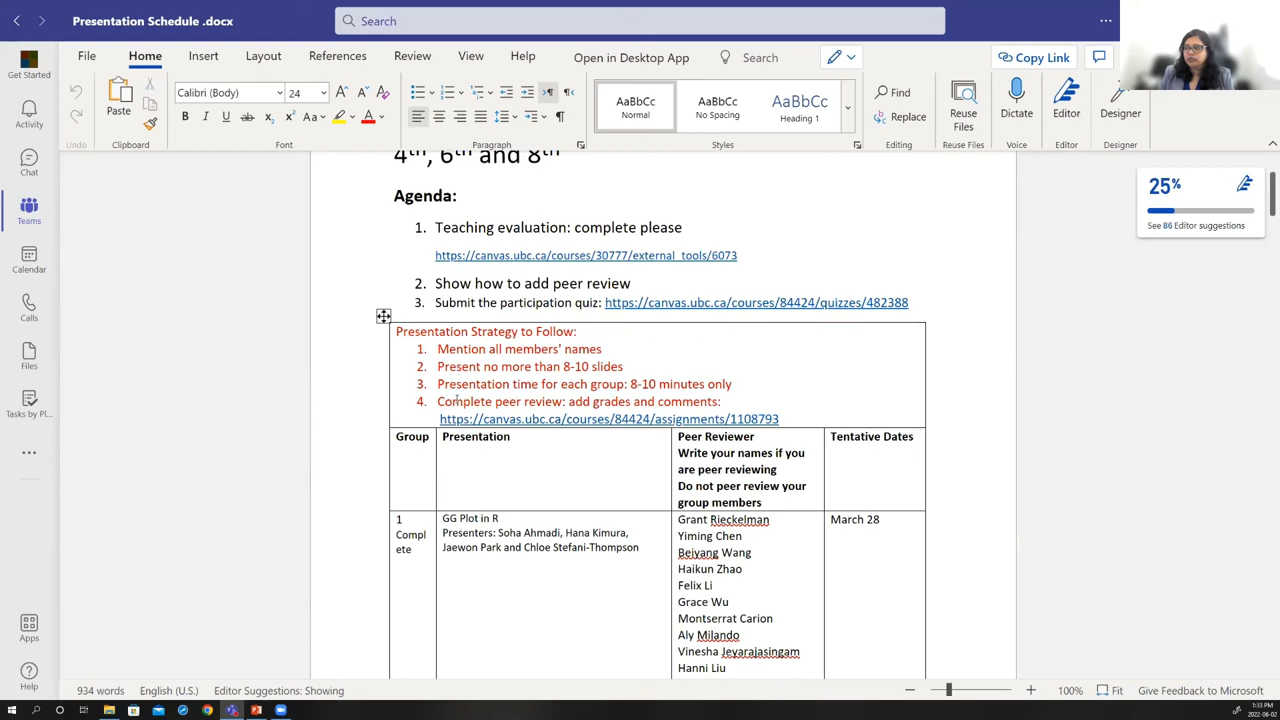 Presentation Schedule .docx
Search
File
Home
Insert
Layout
References
Review
View
Help
Open in Desktop App
Search
Copy Link
Get Started
Activity
Chat
Teams
Calendar
Calls
Files
Tasks by Pl...
Apps
Help
Undo
Paste
Clipboard
Calibri (Body)
24
Font
Paragraph
AaBbCc
Normal
AaBbCc
No Spacing
AaBbCc
Heading 1
Styles
Find
Replace
Editing
Reuse
Files
Reuse Files
Dictate
Voice
Editor
Editor
Designer
Designer
25%
See 86 Editor suggestions
4th, 6th and 8th
Agenda:
1. Teaching evaluation: complete please
https://canvas.ubc.ca/courses/30777/external_tools/6073
2. Show how to add peer review
3. Submit the participation quiz: https://canvas.ubc.ca/courses/84424/quizzes/482388
Presentation Strategy to Follow:
1. Mention all members' names
2. Present no more than 8-10 slides
3. Presentation time for each group: 8-10 minutes only
4. Complete peer review: add grades and comments:
https://canvas.ubc.ca/courses/84424/assignments/1108793
Group
Presentation
Peer Reviewer
Write your names if you
are peer reviewing
Do not peer review your
group members
Tentative Dates
1
Compl
ete
GG Plot in R
Presenters: Soha Ahmadi, Hana Kimura,
Jaewon Park and Chloe Stefani-Thompson
Grant Rieckelman
Yiming Chen
Beiyang Wang
Haikun Zhao
Felix Li
Grace Wu
Montserrat Carion
Aly Milando
Vinesha Jeyarajasingam
Hanni Liu
March 28
934 words
English (U.S.)
Editor Suggestions: Showing
100%
Fit
Give Feedback to Microsoft
1:33 PM
2022-06-02